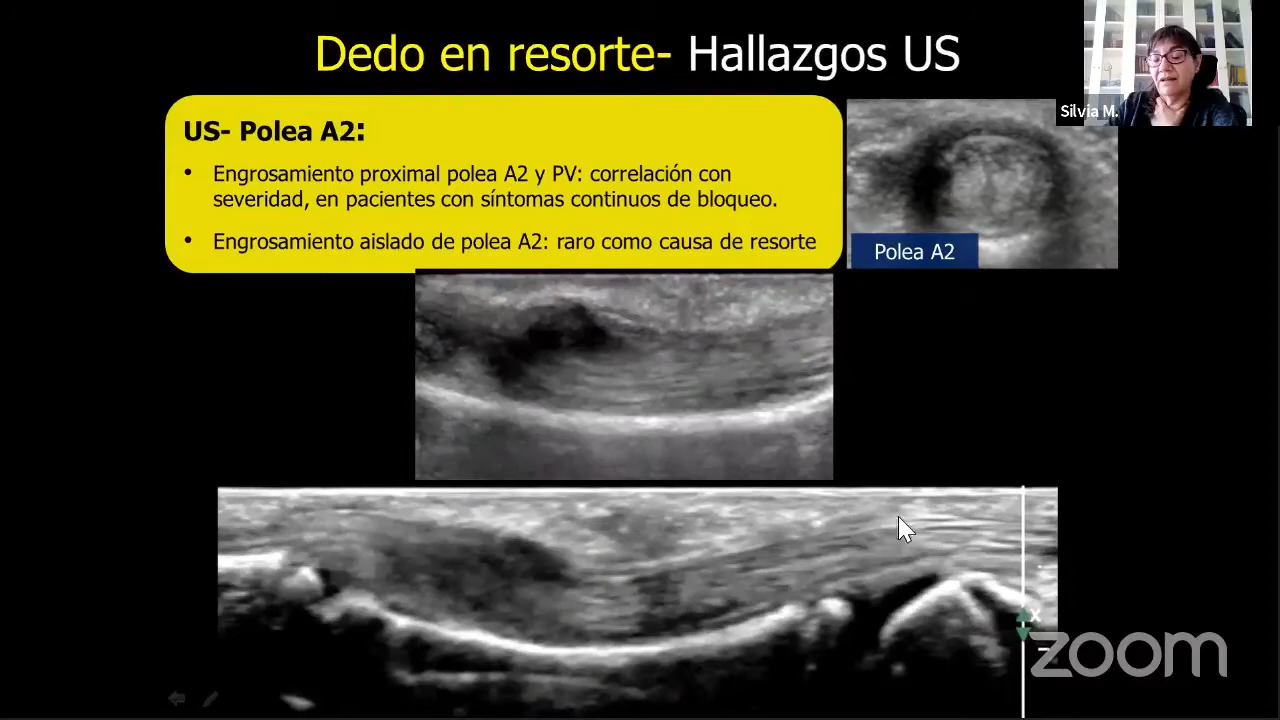 Dedo en resorte- Hallazgos US
Silvia M.
US- Polea A2:
• Engrosamiento proximal polea A2 y PV: correlación con
severidad, en pacientes con síntomas continuos de bloqueo.
• Engrosamiento aislado de polea A2: raro como causa de resorte
Polea A2
x
zoom